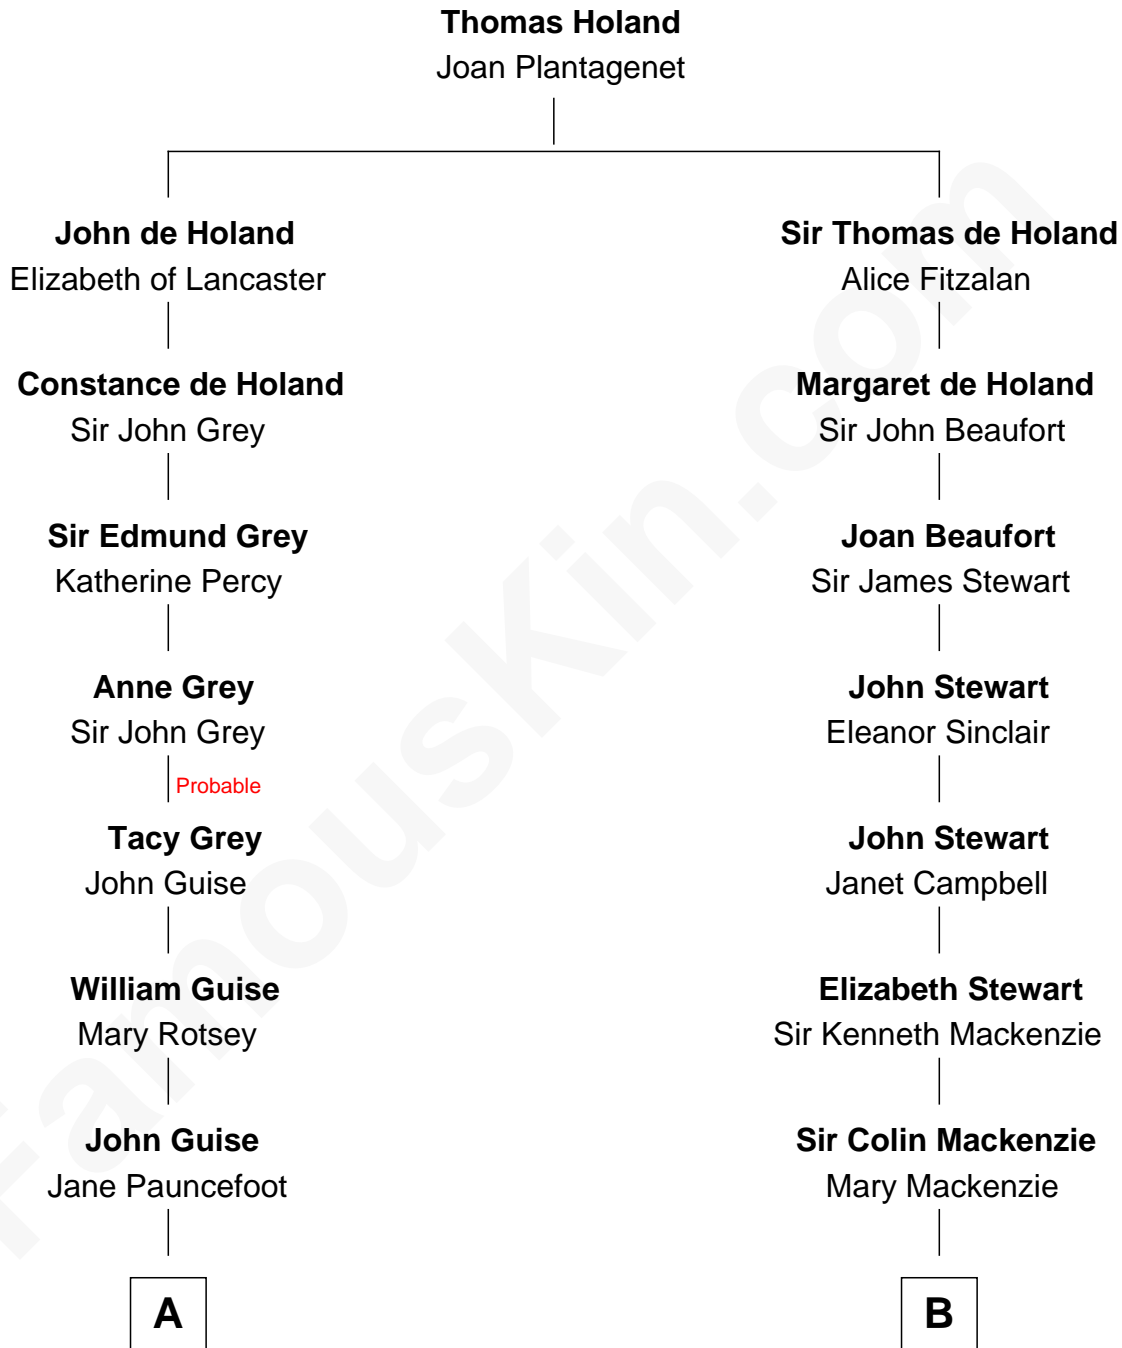 Thomas Holand
Joan Plantagenet
John de Holand
Elizabeth of Lancaster
Constance de Holand
Sir John Grey
Sir Edmund Grey
Katherine Percy
Anne Grey
Sir John Grey
Probable
Tacy Grey
John Guise
William Guise
Mary Rotsey
John Guise
Jane Pauncefoot
A
Sir Thomas de Holand
Alice Fitzalan
Margaret de Holand
Sir John Beaufort
Joan Beaufort
Sir James Stewart
John Stewart
Eleanor Sinclair
John Stewart
Janet Campbell
Elizabeth Stewart
Sir Kenneth Mackenzie
Sir Colin Mackenzie
Mary Mackenzie
B
FamousKin.com